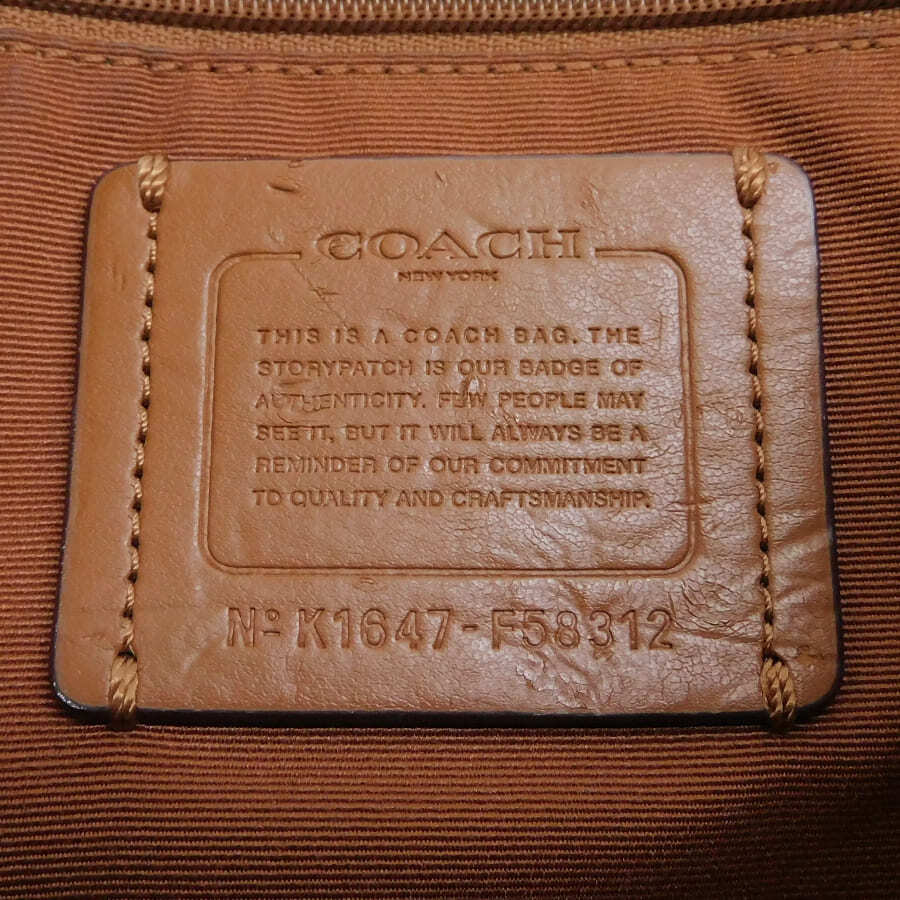 COACH
NEW YORK
THIS IS A COACH BAG. THE
STORYPATCH IS OUR BADGE OF
AUTHENTICITY. FEW PEOPLE MAY
SEE IT, BUT IT WILL ALWAYS BE A
REMINDER OF OUR COMMITMENT
TO QUALITY AND CRAFTSMANSHIP.
Nº K1647-F58312